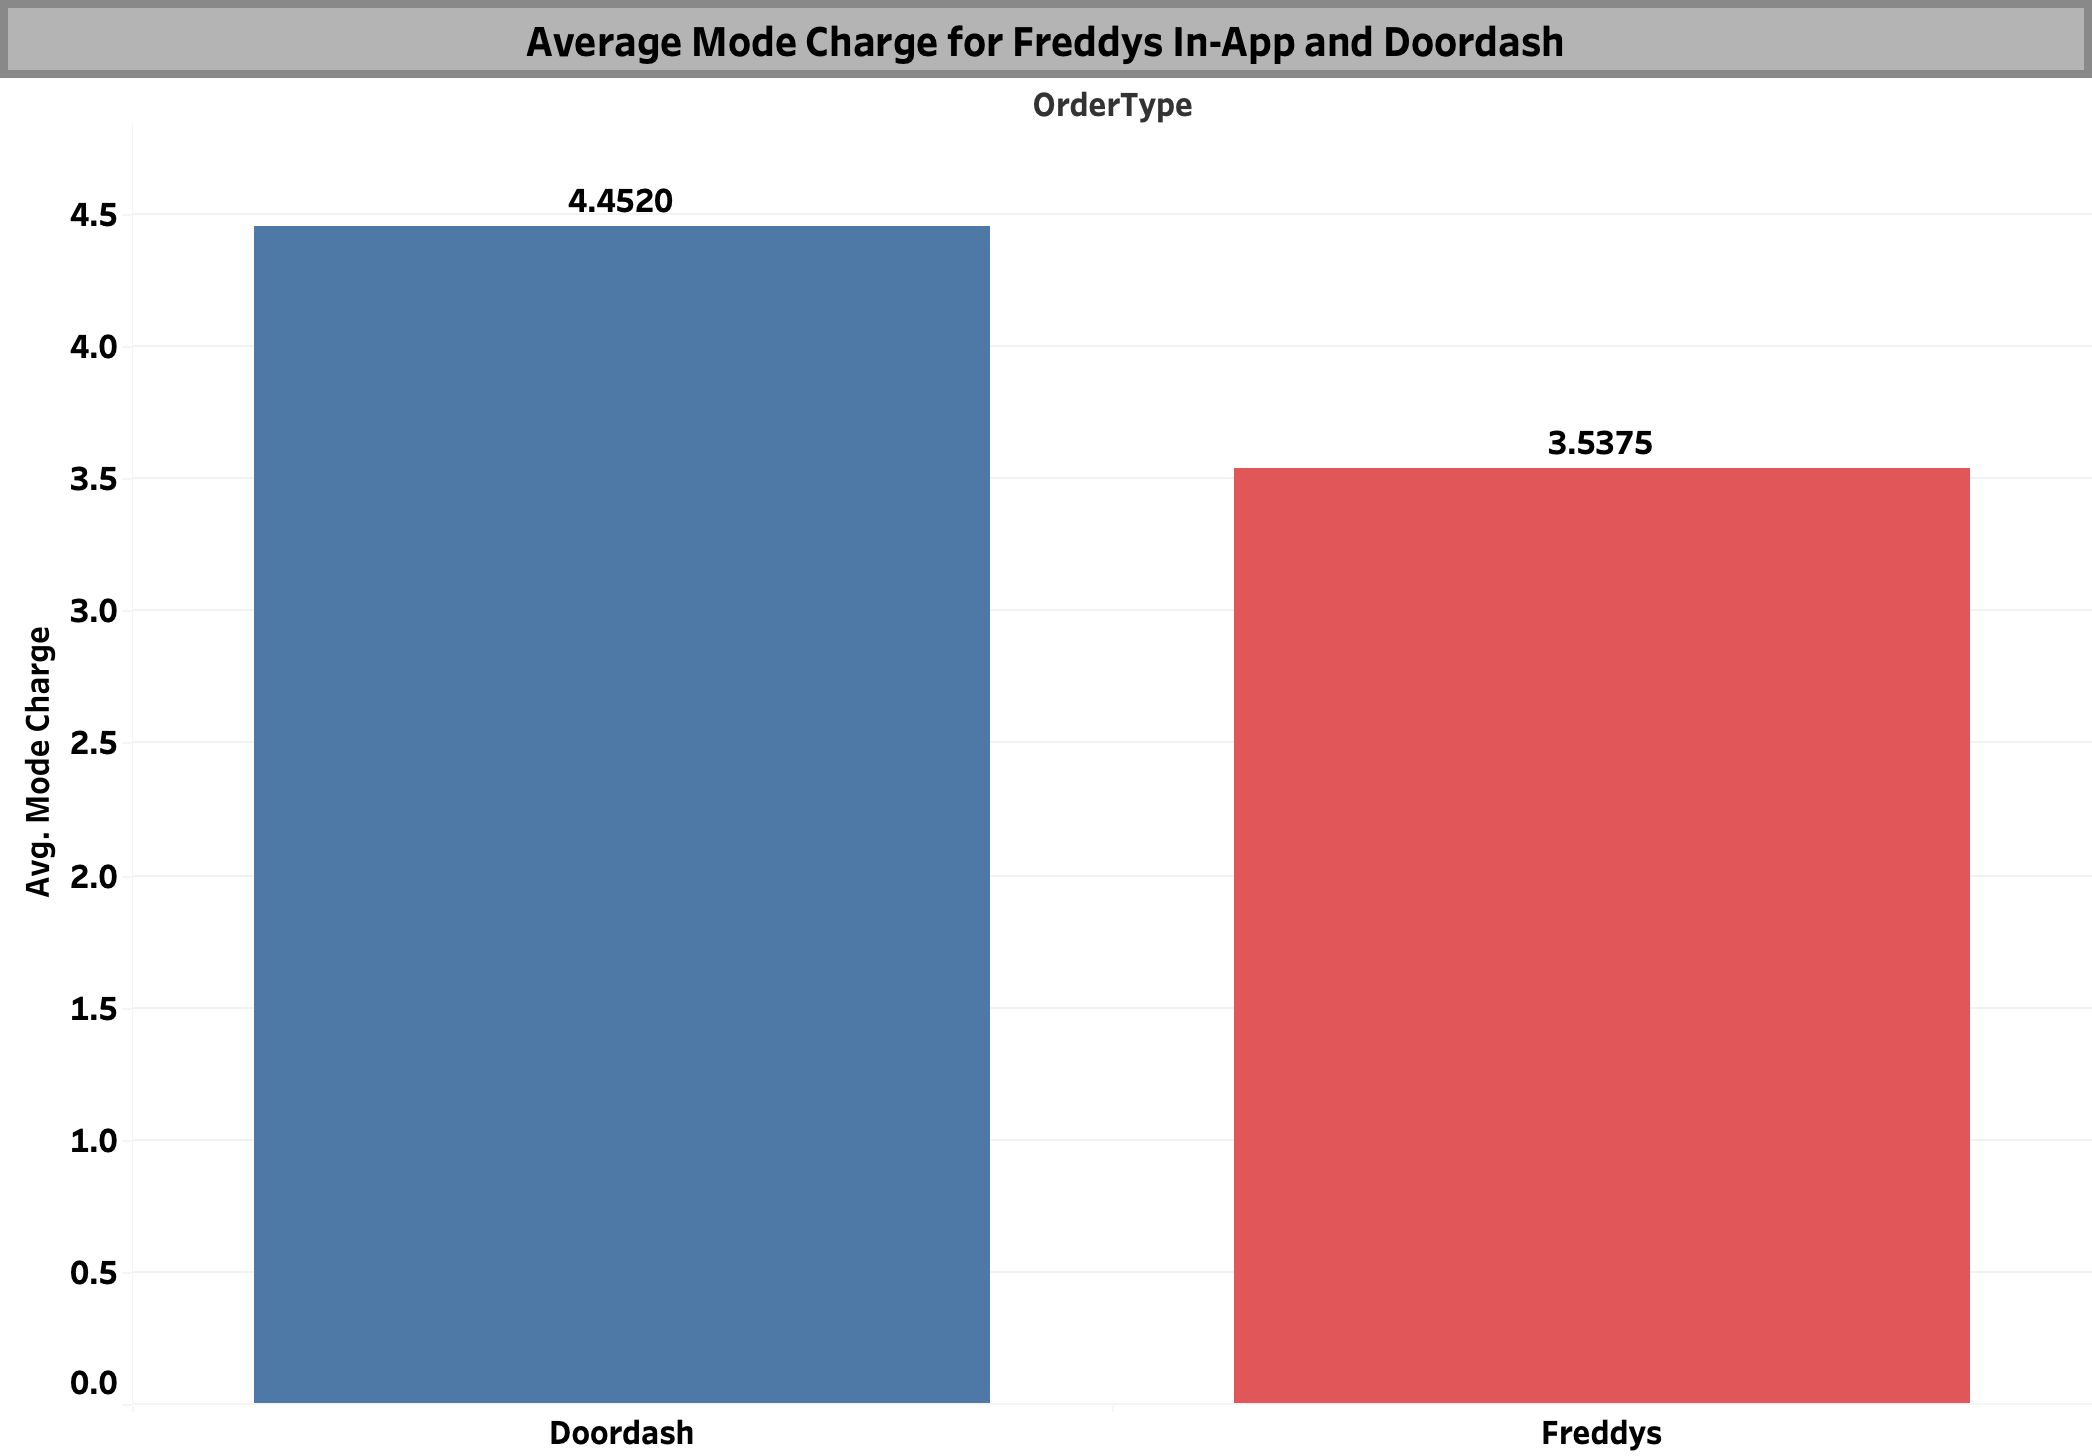 Average Mode Charge for Freddys In-App and Doordash
OrderType
4.5
4.0
3.5
3.0
2.5
2.0
1.5
1.0
0.5
0.0
Avg. Mode Charge
4.4520
3.5375
Doordash
Freddys